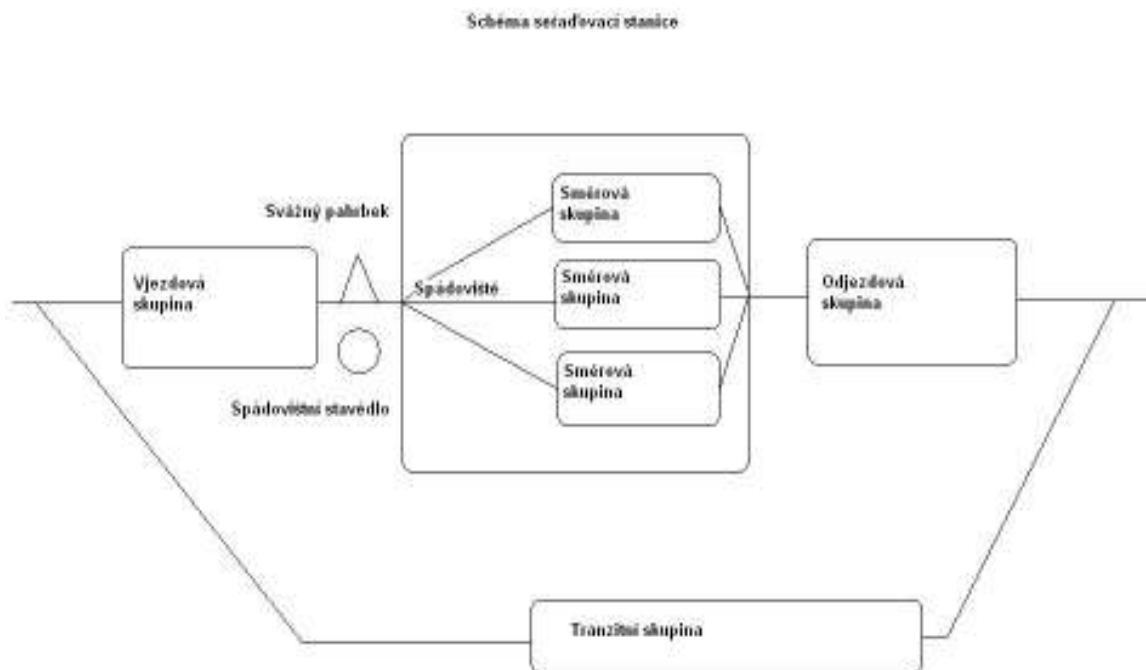 Schéma seřaďovací stanice
Svážný pahrbek
Směrová
skupina
Vjezdová
skupina
Spádoviště
Směrová
skupina
Odjezdová
skupina
Směrová
skupina
Spádovištní stavědlo
Tranzitní skupina